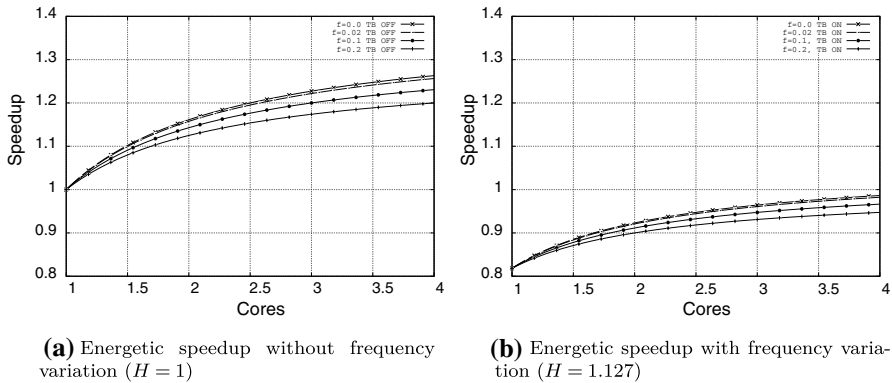 1.4
1.3
1.2
1.1
1
0.9
0.8
Speedup
1 1.5 2 2.5 3 3.5 4
Cores
f=0.0 TB OFF
f=0.02 TB OFF
f=0.1 TB OFF
f=0.2 TB OFF
(a) Energetic speedup without frequency
variation (H = 1)
1.4
1.3
1.2
1.1
1
0.9
0.8
Speedup
1 1.5 2 2.5 3 3.5 4
Cores
f=0.0 TB ON
f=0.02 TB ON
f=0.1, TB ON
f=0.2, TB ON
(b) Energetic speedup with frequency varia-
tion (H = 1.127)